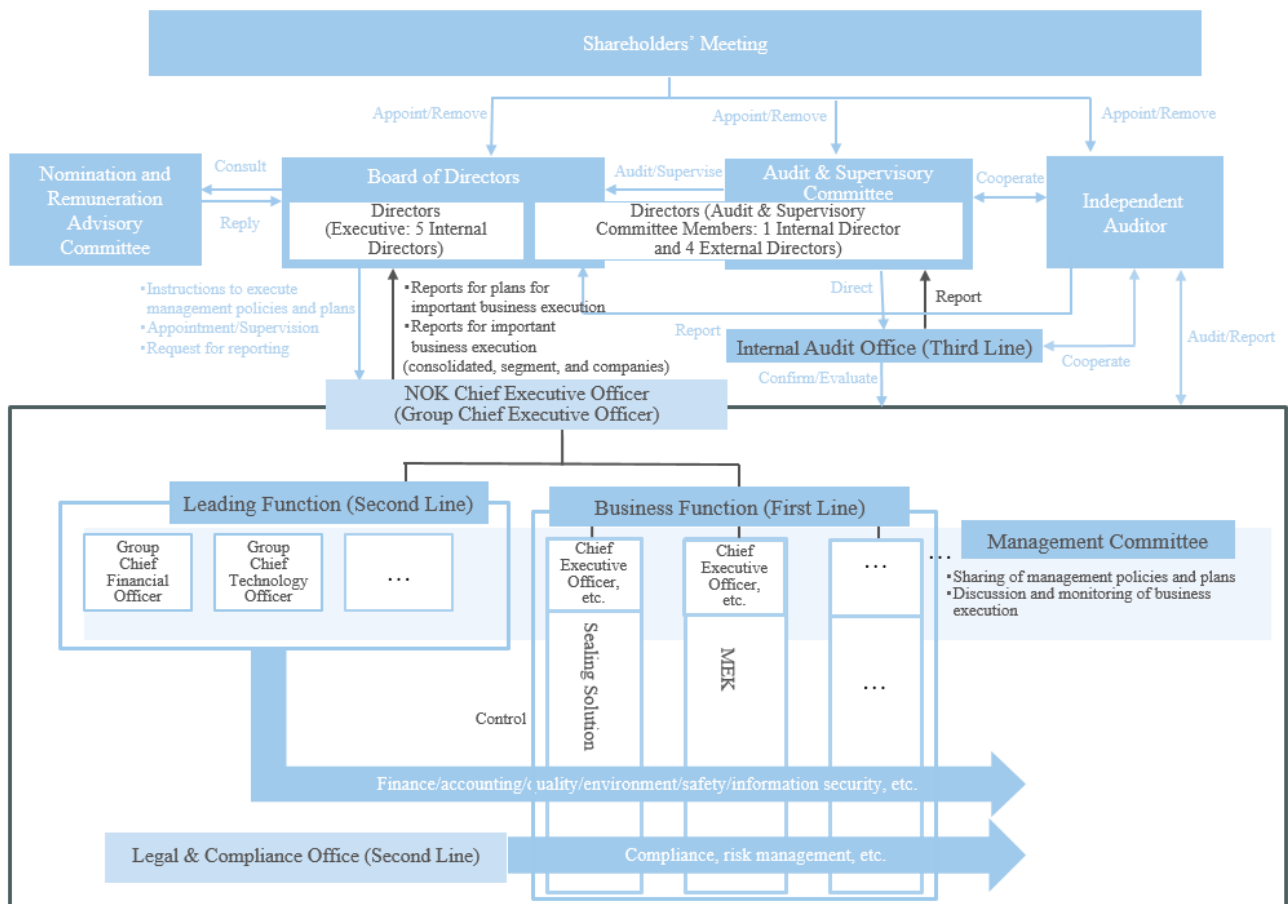 Shareholders’ Meeting
Appoint/Remove
Appoint/Remove
Appoint/Remove
Nomination and
Remuneration
Advisory
Committee
Consult
Reply
Board of Directors
Directors
(Executive: 5 Internal
Directors)
Audit/Supervise
Audit & Supervisory
Committee
Directors (Audit & Supervisory
Committee Members: 1 Internal Director
and 4 External Directors)
Cooperate
Independent
Auditor
▪Instructions to execute
management policies and plans
▪Appointment/Supervision
▪Request for reporting
▪Reports for plans for
important business execution
▪Reports for important
business execution
(consolidated, segment, and companies)
Direct
Report
Report
Internal Audit Office (Third Line)
Cooperate
Audit/Report
Confirm/Evaluate
NOK Chief Executive Officer
(Group Chief Executive Officer)
Leading Function (Second Line)
Group
Chief
Financial
Officer
Group
Chief
Technology
Officer
…
Business Function (First Line)
Chief
Executive
Officer,
etc.
Chief
Executive
Officer,
etc.
…
…
Management Committee
▪Sharing of management policies and plans
▪Discussion and monitoring of business
execution
Sealing Solution
MEK
…
Control
Finance/accounting/quality/environment/safety/information security, etc.
Legal & Compliance Office (Second Line)
Compliance, risk management, etc.